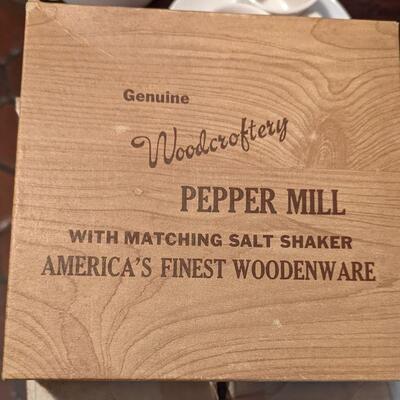 Genuine
Woodcroftery
PEPPER MILL
WITH MATCHING SALT SHAKER
AMERICA'S FINEST WOODENWARE